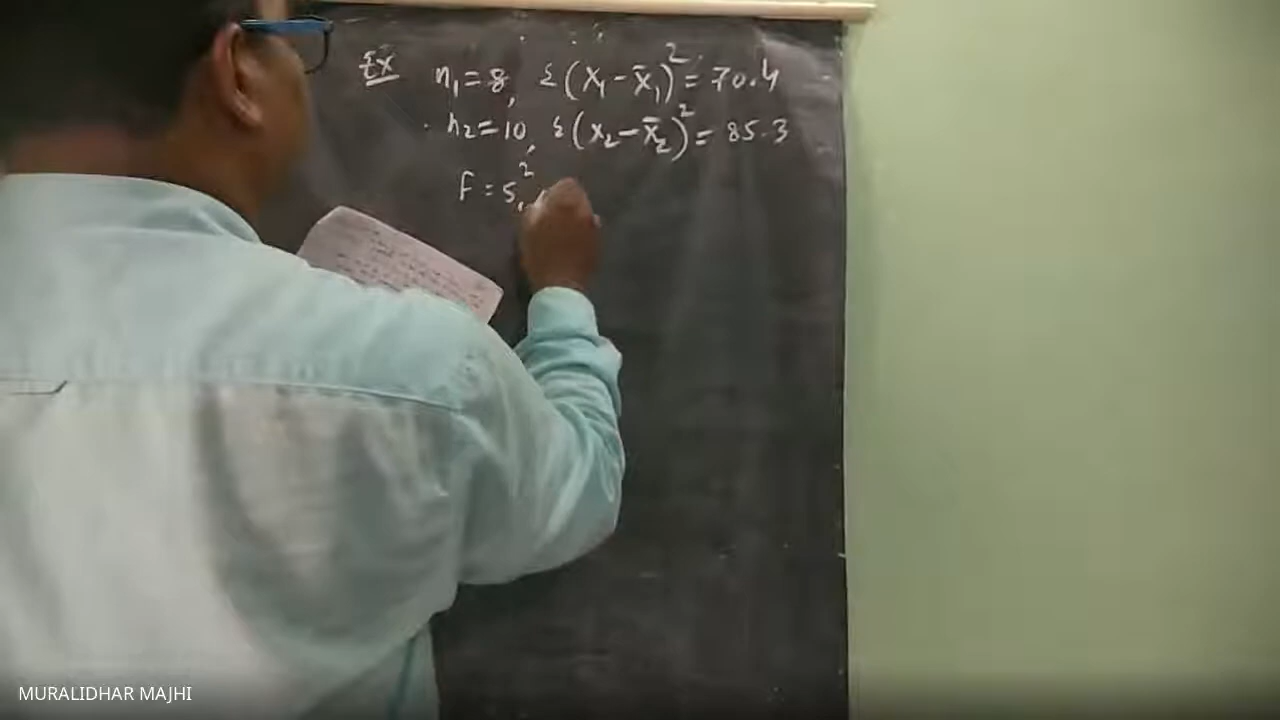 Ex n₁=8, Σ(X₁-X̄₁)²=70.4
n₂=10, Σ(X₂-X̄₂)²=85.3
F=S₁²
MURALIDHAR MAJHI